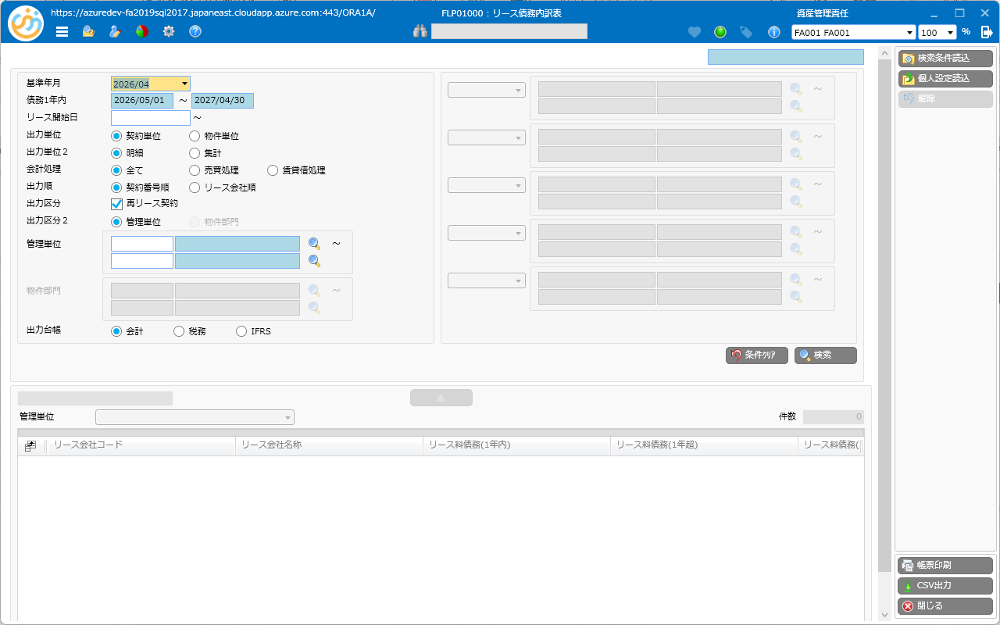 https://azuredev-fa2019sql2017.japaneast.cloudapp.azure.com:443/ORA1A/
FLP01000：リース債務内訳表
資産管理責任
FA001 FA001
100
%
検索条件読込
個人設定読込
解除
基準年月
2026/04
債務1年内
2026/05/01 ～ 2027/04/30
リース開始日
～
出力単位
契約単位
物件単位
出力単位２
明細
集計
会計処理
全て
売買処理
賃貸借処理
出力順
契約番号順
リース会社順
出力区分
再リース契約
出力区分２
管理単位
物件部門
管理単位
～
物件部門
～
出力台帳
会計
税務
IFRS
～
～
～
～
～
条件ｸﾘｱ
検索
管理単位
件数
0
リース会社コード
リース会社名称
リース料債務(1年内)
リース料債務(1年超)
リース料債務(
帳票印刷
CSV出力
閉じる